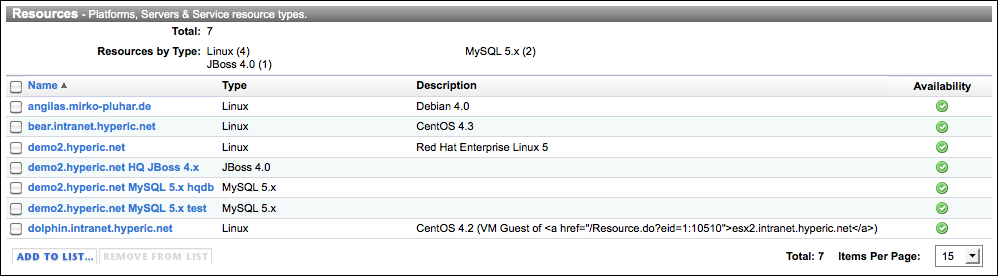 Resources - Platforms, Servers & Service resource types.
Total: 7
Resources by Type: Linux (4) MySQL 5.x (2)
JBoss 4.0 (1)
Name Type Description Availability
angilas.mirko-pluhar.de Linux Debian 4.0
bear.intranet.hyperic.net Linux CentOS 4.3
demo2.hyperic.net Linux Red Hat Enterprise Linux 5
demo2.hyperic.net HQ JBoss 4.x JBoss 4.0
demo2.hyperic.net MySQL 5.x hqdb MySQL 5.x
demo2.hyperic.net MySQL 5.x test MySQL 5.x
dolphin.intranet.hyperic.net Linux CentOS 4.2 (VM Guest of <a href="/Resource.do?eid=1:10510">esx2.intranet.hyperic.net</a>)
ADD TO LIST... REMOVE FROM LIST Total: 7 Items Per Page: 15